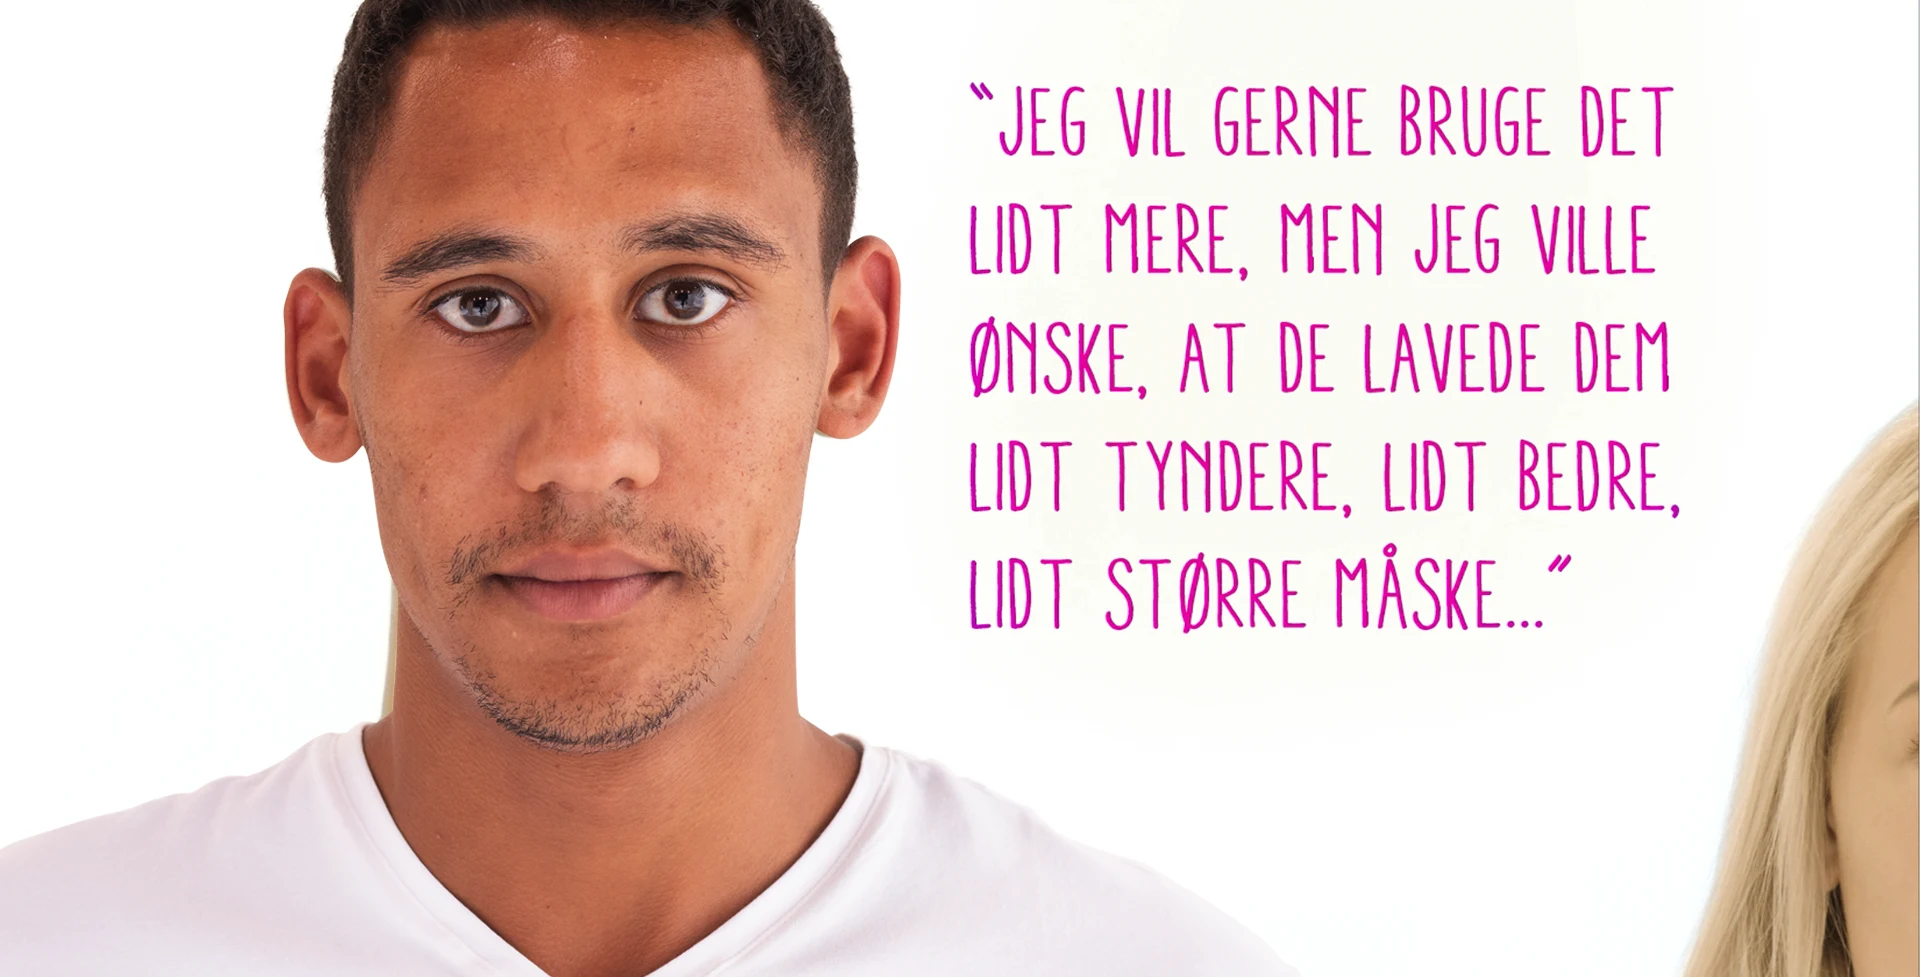 "JEG VIL GERNE BRUGE DET
LIDT MERE, MEN JEG VILLE
ØNSKE, AT DE LAVEDE DEM
LIDT TYNDERE, LIDT BEDRE,
LIDT STØRRE MÅSKE..."